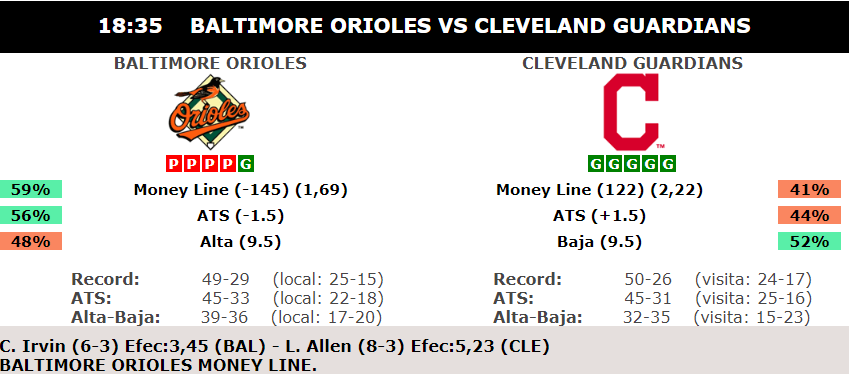 18:35 BALTIMORE ORIOLES VS CLEVELAND GUARDIANS
BALTIMORE ORIOLES CLEVELAND GUARDIANS
Orioles C
P P P P G G G G G G
59% Money Line (-145) (1,69) Money Line (122) (2,22) 41%
56% ATS (-1.5) ATS (+1.5) 44%
48% Alta (9.5) Baja (9.5) 52%
Record: 49-29 (local: 25-15) Record: 50-26 (visita: 24-17)
ATS: 45-33 (local: 22-18) ATS: 45-31 (visita: 25-16)
Alta-Baja: 39-36 (local: 17-20) Alta-Baja: 32-35 (visita: 15-23)
C. Irvin (6-3) Efec:3,45 (BAL) - L. Allen (8-3) Efec:5,23 (CLE)
BALTIMORE ORIOLES MONEY LINE.